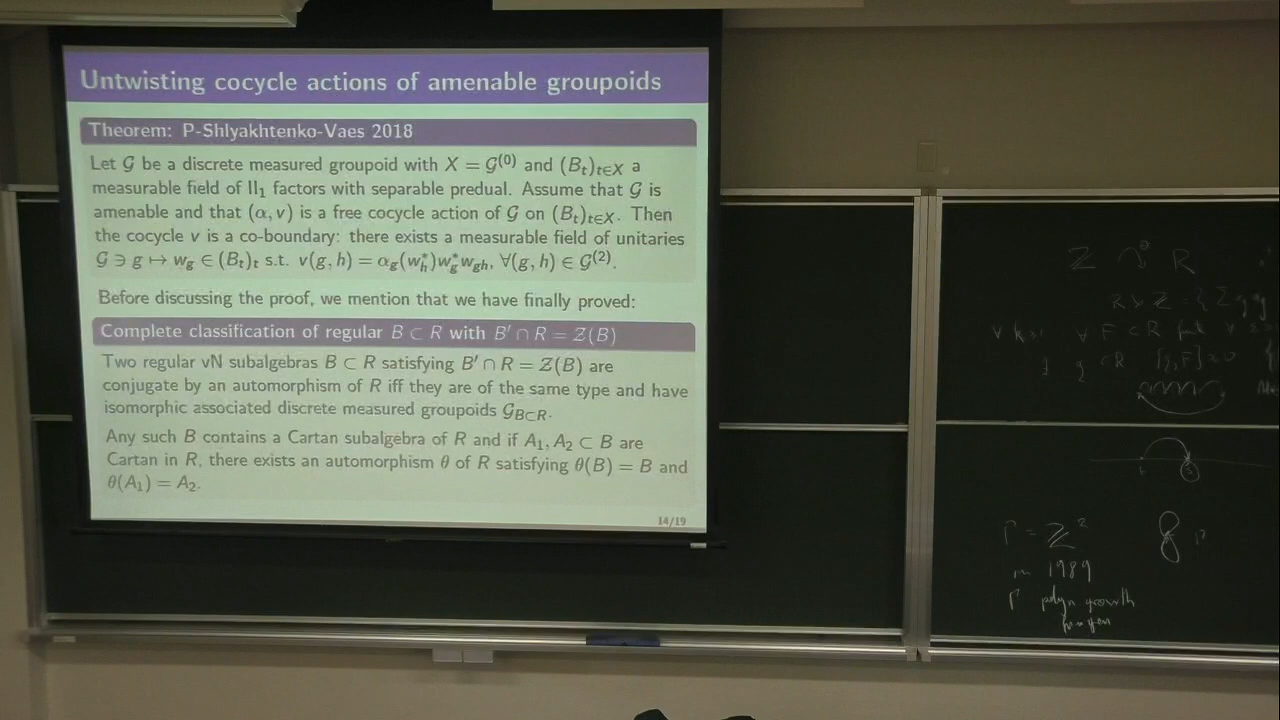 Untwisting cocycle actions of amenable groupoids
Theorem: P-Shlyakhtenko-Vaes 2018
Let 𝒢 be a discrete measured groupoid with X = 𝒢⁽⁰⁾ and (Bₜ)ₜ∈X a
measurable field of II₁ factors with separable predual. Assume that 𝒢 is
amenable and that (α, v) is a free cocycle action of 𝒢 on (Bₜ)ₜ∈X. Then
the cocycle v is a co-boundary: there exists a measurable field of unitaries
𝒢 ∋ g ↦ w_g ∈ (Bₜ)ₜ s.t. v(g, h) = α_g(w_h^*)w_g^*w_{gh}, ∀(g, h) ∈ 𝒢⁽²⁾.
Before discussing the proof, we mention that we have finally proved:
Complete classification of regular B ⊂ R with B′ ∩ R = 𝒵(B)
Two regular vN subalgebras B ⊂ R satisfying B′ ∩ R = 𝒵(B) are
conjugate by an automorphism of R iff they are of the same type and have
isomorphic associated discrete measured groupoids 𝒢_{B⊂R}.
Any such B contains a Cartan subalgebra of R and if A₁, A₂ ⊂ B are
Cartan in R, there exists an automorphism θ of R satisfying θ(B) = B and
θ(A₁) = A₂.
14/19
ℤ R
Γ = ℤ²
1989
Γ polyn growth